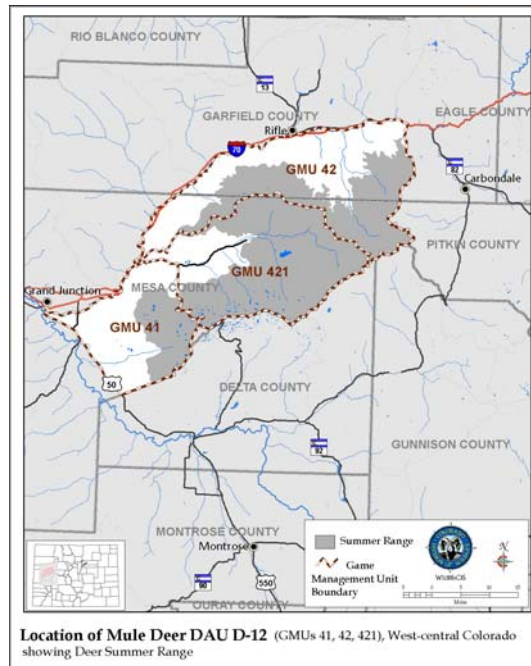 RIO BLANCO COUNTY
13
GARFIELD COUNTY
EAGLE COUNTY
Rifle
70
GMU 42
82
Carbondale
PITKIN COUNTY
GMU 421
Grand Junction
MESA COUNTY
GMU 41
50
DELTA COUNTY
GUNNISON COUNTY
92
MONTROSE COUNTY
Montrose
90
550
OURAY COUNTY
Summer Range
Game
Management Unit
Boundary
N
Miles
Location of Mule Deer DAU D-12 (GMUs 41, 42, 421), West-central Colorado
showing Deer Summer Range